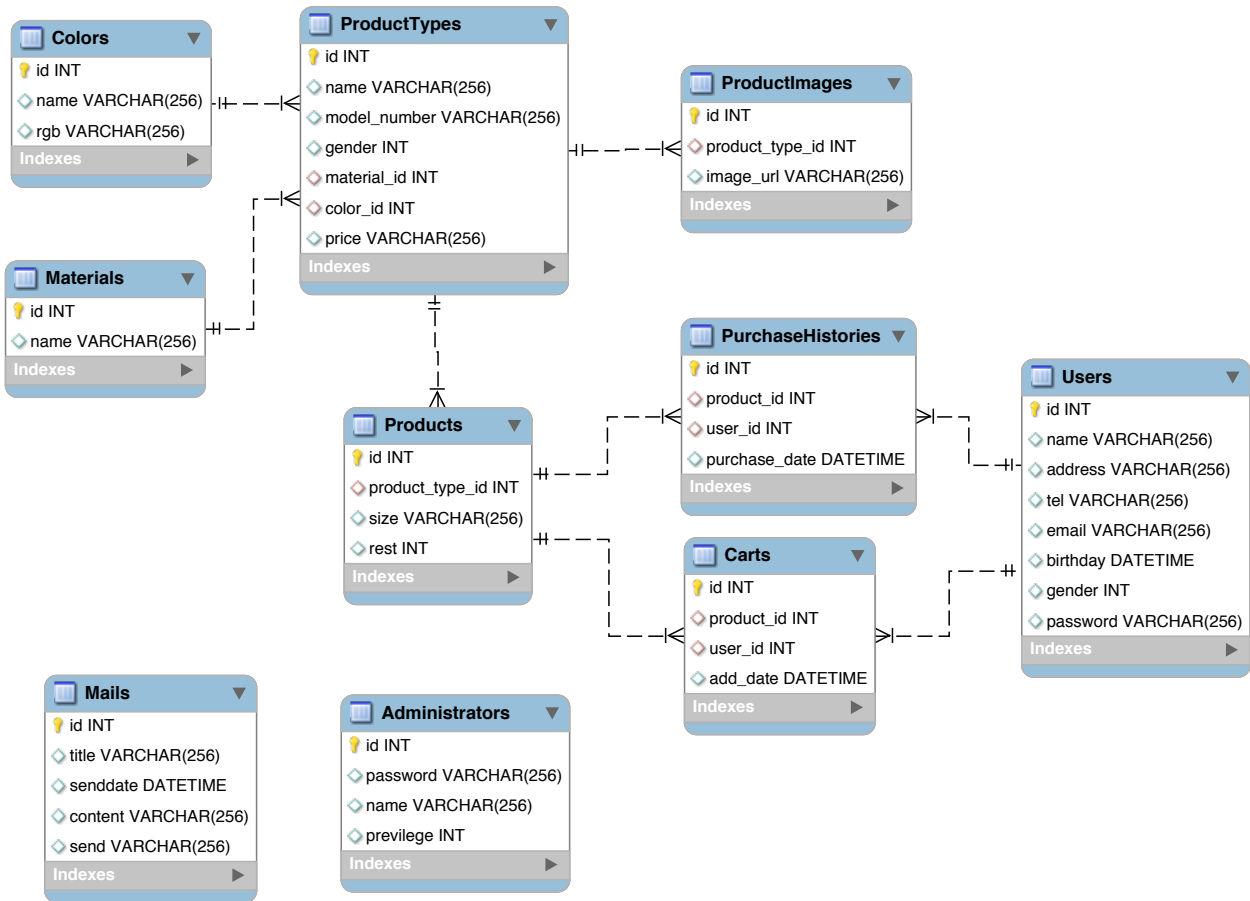 Colors
id INT
name VARCHAR(256)
rgb VARCHAR(256)
Indexes
ProductTypes
id INT
name VARCHAR(256)
model_number VARCHAR(256)
gender INT
material_id INT
color_id INT
price VARCHAR(256)
Indexes
ProductImages
id INT
product_type_id INT
image_url VARCHAR(256)
Indexes
Materials
id INT
name VARCHAR(256)
Indexes
Products
id INT
product_type_id INT
size VARCHAR(256)
rest INT
Indexes
PurchaseHistories
id INT
product_id INT
user_id INT
purchase_date DATETIME
Indexes
Users
id INT
name VARCHAR(256)
address VARCHAR(256)
tel VARCHAR(256)
email VARCHAR(256)
birthday DATETIME
gender INT
password VARCHAR(256)
Indexes
Carts
id INT
product_id INT
user_id INT
add_date DATETIME
Indexes
Mails
id INT
title VARCHAR(256)
senddate DATETIME
content VARCHAR(256)
send VARCHAR(256)
Indexes
Administrators
id INT
password VARCHAR(256)
name VARCHAR(256)
previlege INT
Indexes